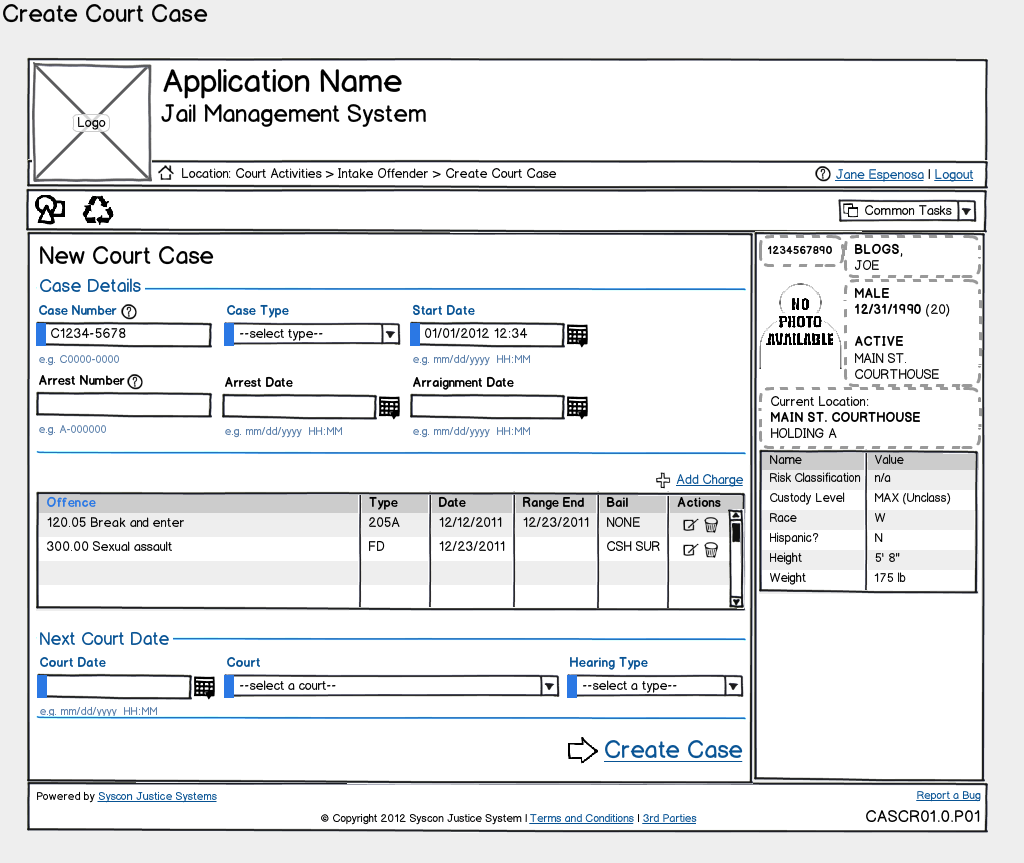 Create Court Case
Logo
Application Name
Jail Management System
Location: Court Activities > Intake Offender > Create Court Case
Jane Espenosa | Logout
Common Tasks
New Court Case
Case Details
Case Number Case Type Start Date
C1234-5678 --select type-- 01/01/2012 12:34
e.g. C0000-0000 e.g. mm/dd/yyyy HH:MM
Arrest Number Arrest Date Arraignment Date
e.g. A-000000 e.g. mm/dd/yyyy HH:MM e.g. mm/dd/yyyy HH:MM
Add Charge
Offence Type Date Range End Bail Actions
120.05 Break and enter 205A 12/12/2011 12/23/2011 NONE
300.00 Sexual assault FD 12/23/2011 CSH SUR
Next Court Date
Court Date Court Hearing Type
--select a court-- --select a type--
e.g. mm/dd/yyyy HH:MM
Create Case
1234567890
BLOGS,
JOE
NO
PHOTO
AVAILABLE
MALE
12/31/1990 (20)
ACTIVE
MAIN ST.
COURTHOUSE
Current Location:
MAIN ST. COURTHOUSE
HOLDING A
Name Value
Risk Classification n/a
Custody Level MAX (Unclass)
Race W
Hispanic? N
Height 5' 8"
Weight 175 lb
Powered by Syscon Justice Systems
Report a Bug
© Copyright 2012 Syscon Justice System | Terms and Conditions | 3rd Parties
CASCR01.0.P01